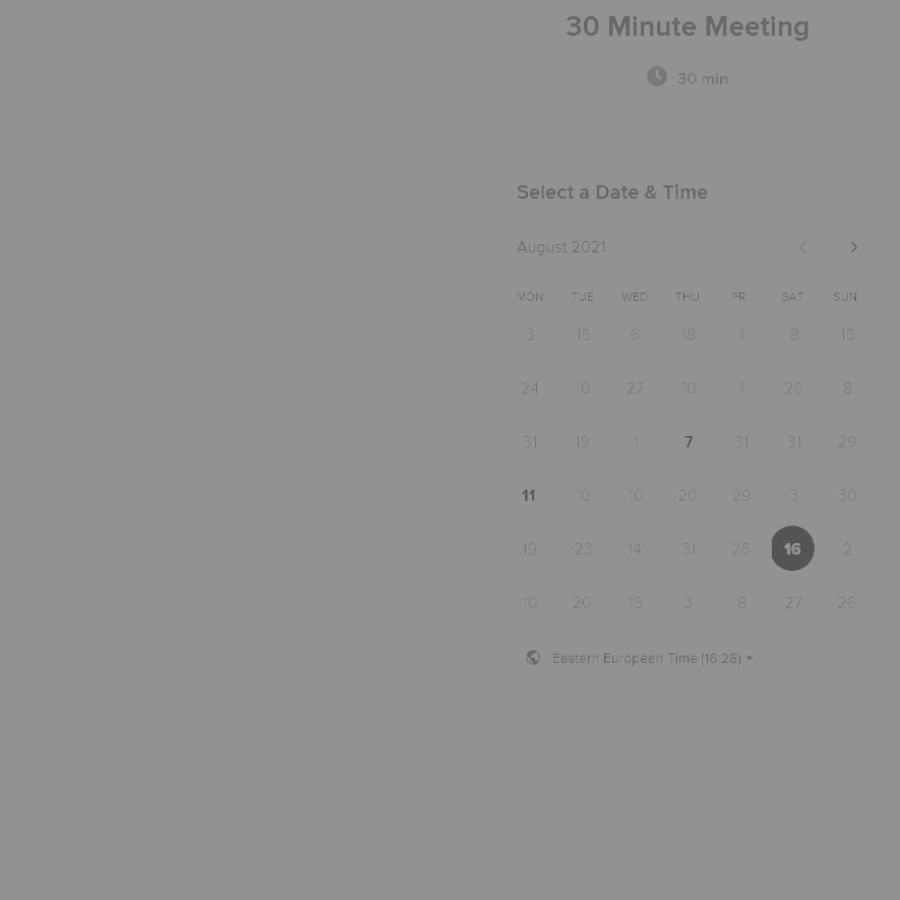 30 Minute Meeting
30 min
Select a Date & Time
August 2021
MON TUE WED THU FRI SAT SUN
3 16 6 18 1 8 16
24 10 27 10 1 26 8
31 19 1 7 31 31 29
11 10 10 20 29 3 30
19 23 14 31 26 16 2
10 20 15 3 8 27 26
Eastern European Time (16:28)